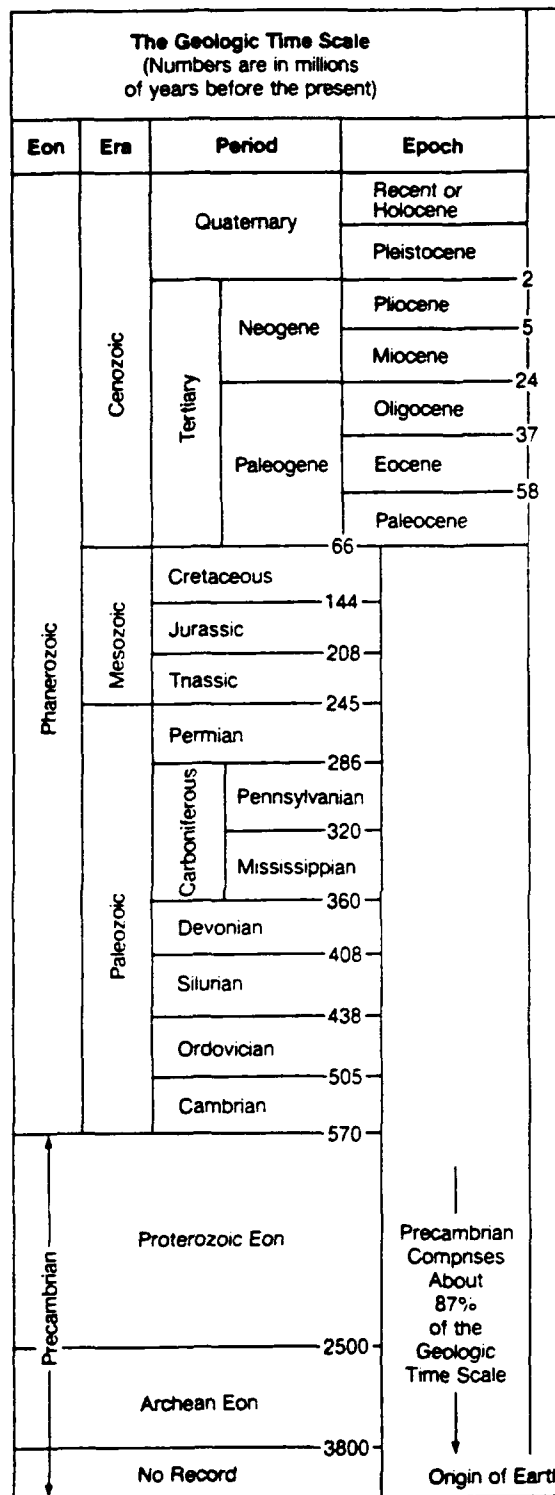 The Geologic Time Scale
(Numbers are in millions
of years before the present)
Eon Era Period Epoch
Phanerozoic
Cenozoic
Quaternary
Recent or
Holocene
Pleistocene
2
Tertiary
Neogene
Pliocene
5
Miocene
24
Paleogene
Oligocene
37
Eocene
58
Paleocene
66
Mesozoic
Cretaceous
144
Jurassic
208
Triassic
245
Paleozoic
Permian
286
Carboniferous
Pennsylvanian
320
Mississippian
360
Devonian
408
Silurian
438
Ordovician
505
Cambrian
570
Precambrian
Proterozoic Eon
Precambrian
Comprises
About
87%
of the
Geologic
Time Scale
2500
Archean Eon
3800
No Record
Origin of Earth